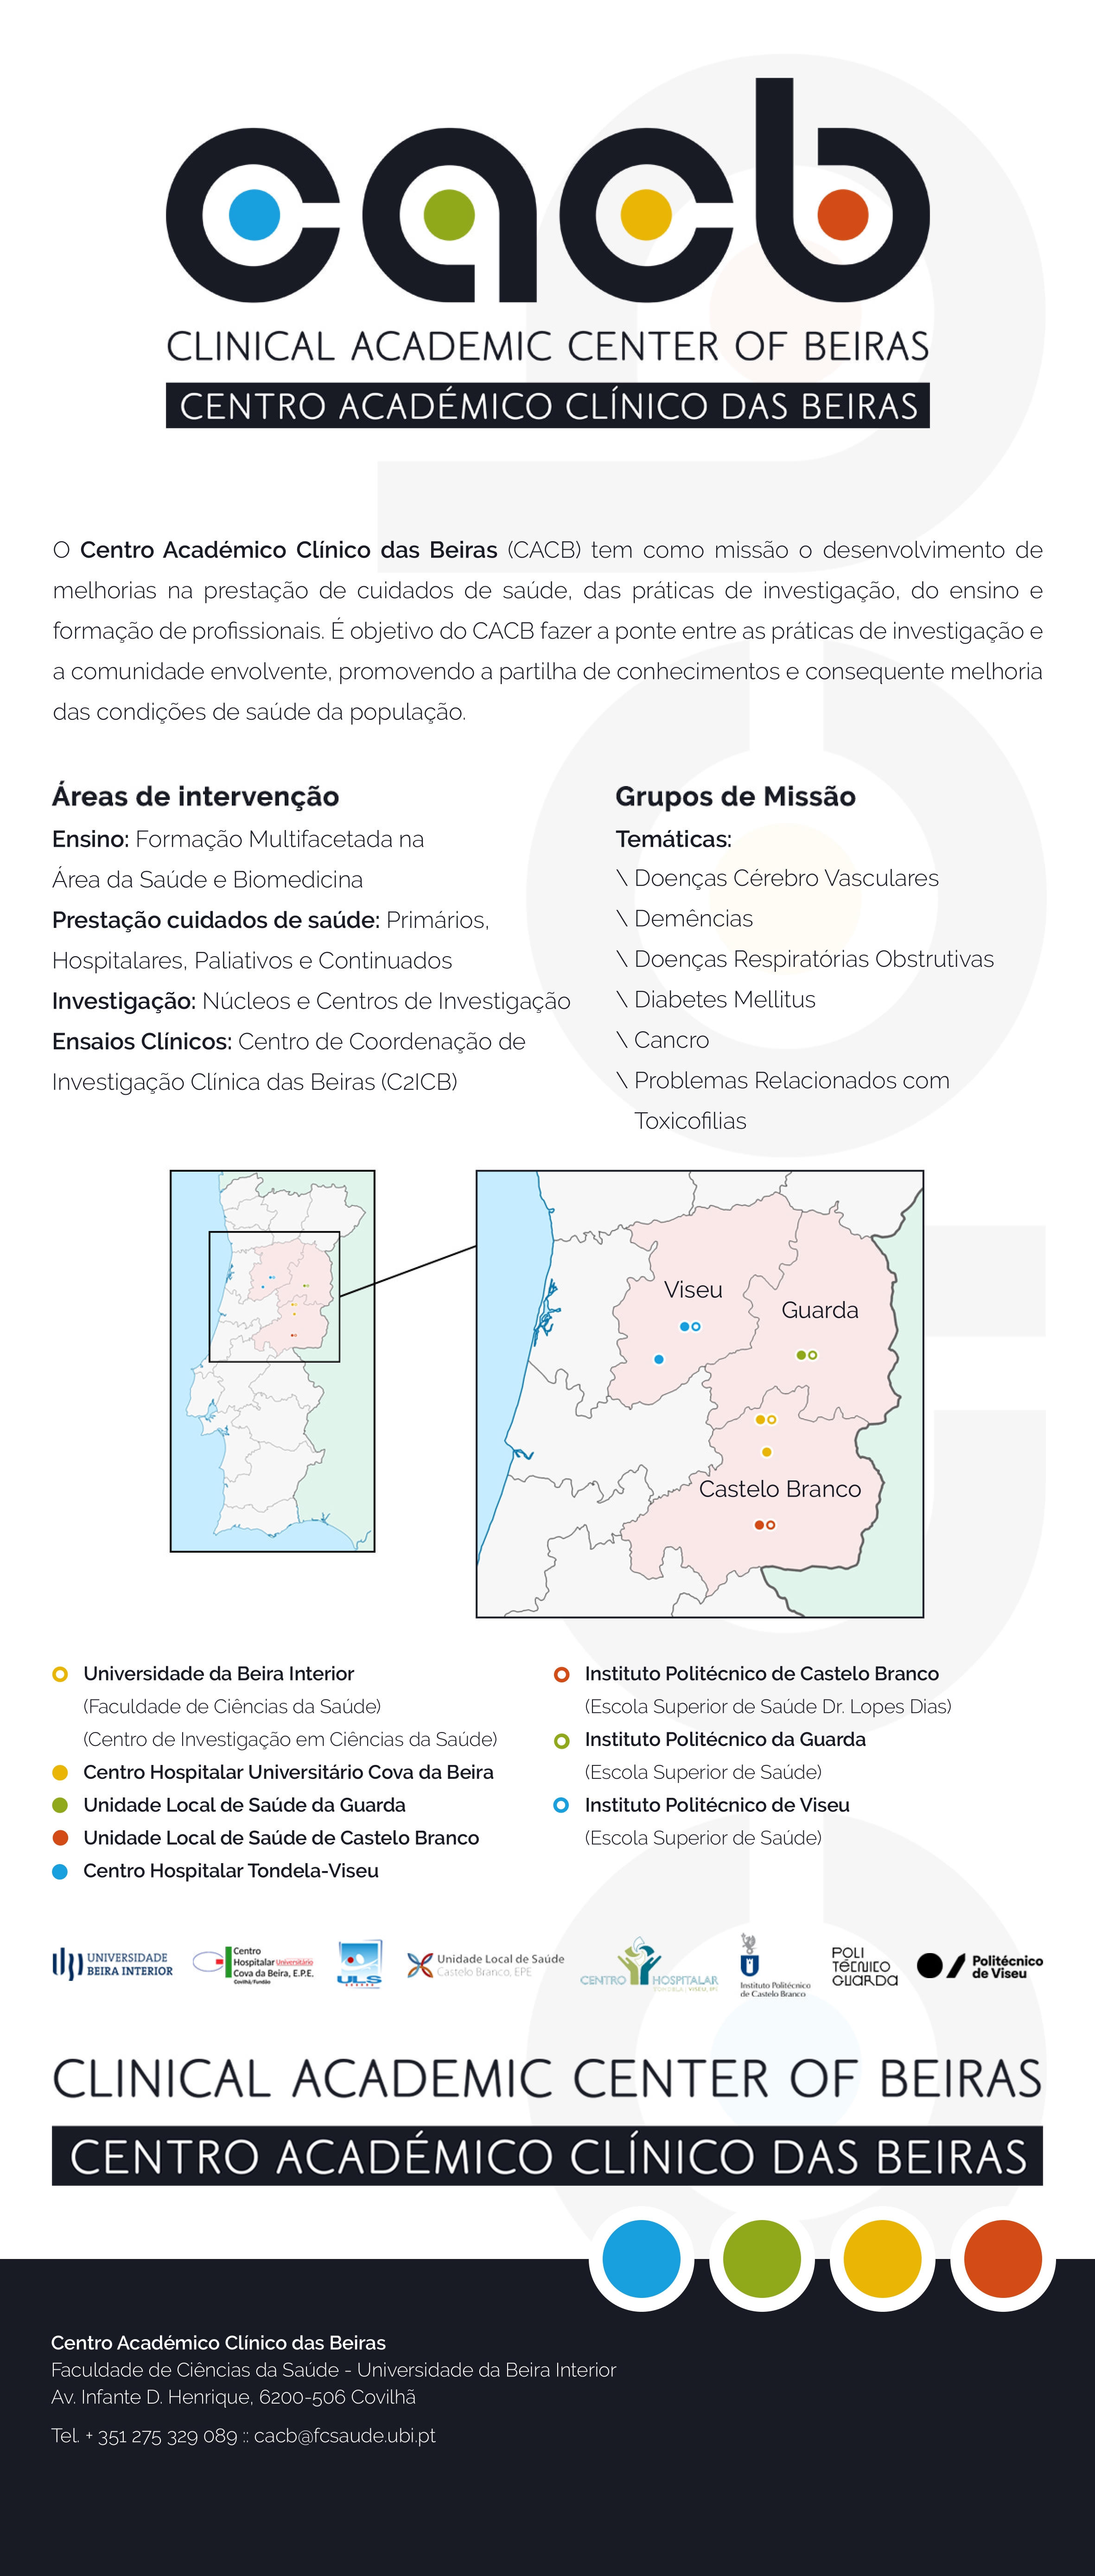 cacb
CLINICAL ACADEMIC CENTER OF BEIRAS
CENTRO ACADÉMICO CLÍNICO DAS BEIRAS
O Centro Académico Clínico das Beiras (CACB) tem como missão o desenvolvimento de
melhorias na prestação de cuidados de saúde, das práticas de investigação, do ensino e
formação de profissionais. É objetivo do CACB fazer a ponte entre as práticas de investigação e
a comunidade envolvente, promovendo a partilha de conhecimentos e consequente melhoria
das condições de saúde da população.
Áreas de intervenção
Ensino: Formação Multifacetada na
Área da Saúde e Biomedicina
Prestação cuidados de saúde: Primários,
Hospitalares, Paliativos e Continuados
Investigação: Núcleos e Centros de Investigação
Ensaios Clínicos: Centro de Coordenação de
Investigação Clínica das Beiras (C2ICB)
Grupos de Missão
Temáticas:
\ Doenças Cérebro Vasculares
\ Demências
\ Doenças Respiratórias Obstrutivas
\ Diabetes Mellitus
\ Cancro
\ Problemas Relacionados com
Toxicofilias
Viseu
Guarda
Castelo Branco
Universidade da Beira Interior
(Faculdade de Ciências da Saúde)
(Centro de Investigação em Ciências da Saúde)
Centro Hospitalar Universitário Cova da Beira
Unidade Local de Saúde da Guarda
Unidade Local de Saúde de Castelo Branco
Centro Hospitalar Tondela-Viseu
Instituto Politécnico de Castelo Branco
(Escola Superior de Saúde Dr. Lopes Dias)
Instituto Politécnico da Guarda
(Escola Superior de Saúde)
Instituto Politécnico de Viseu
(Escola Superior de Saúde)
UNIVERSIDADE
BEIRA INTERIOR
Centro
Hospitalar Universitário
Cova da Beira, E.P.E.
Covilhã/Fundão
ULS
Unidade Local de Saúde
Castelo Branco, EPE
CENTRO HOSPITALAR
TONDELA | VISEU, EPE
Instituto Politécnico
de Castelo Branco
POLI
TÉCNICO
GUARDA
Politécnico
de Viseu
CLINICAL ACADEMIC CENTER OF BEIRAS
CENTRO ACADÉMICO CLÍNICO DAS BEIRAS
Centro Académico Clínico das Beiras
Faculdade de Ciências da Saúde - Universidade da Beira Interior
Av. Infante D. Henrique, 6200-506 Covilhã
Tel. + 351 275 329 089 :: cacb@fcsaude.ubi.pt